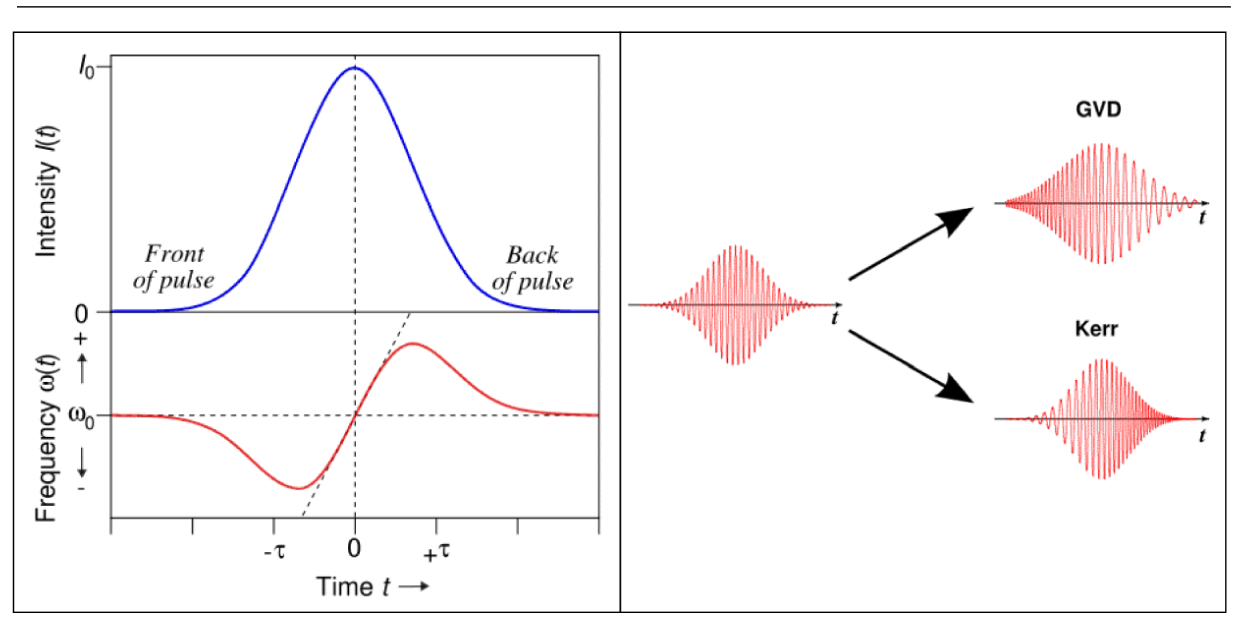 I₀
Intensity I(t)
Front
of pulse
Back
of pulse
0
+
Frequency ω(t)
ω₀
-
-τ
0
+τ
Time t
GVD
t
t
Kerr
t